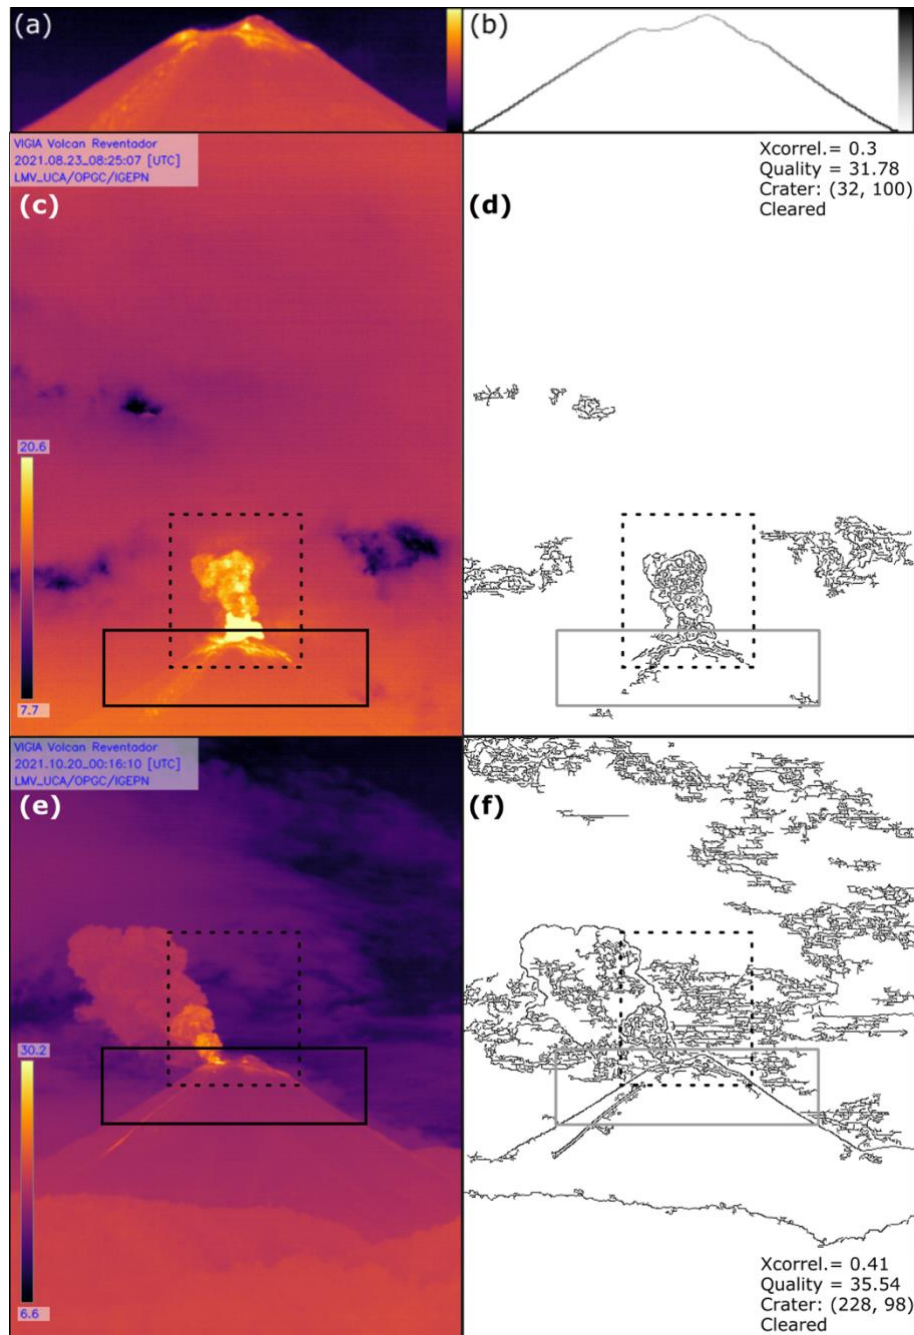 (a)
(b)
VIGIA Volcan Reventador
2021.08.23_08:25:07 [UTC]
LMV_UCA/OPGC/IGEPN
(c)
Xcorrel.= 0.3
Quality = 31.78
Crater: (32, 100)
Cleared
(d)
20.6
7.7
VIGIA Volcan Reventador
2021.10.20_00:16:10 [UTC]
LMV_UCA/OPGC/IGEPN
(e)
(f)
30.2
6.6
Xcorrel.= 0.41
Quality = 35.54
Crater: (228, 98)
Cleared